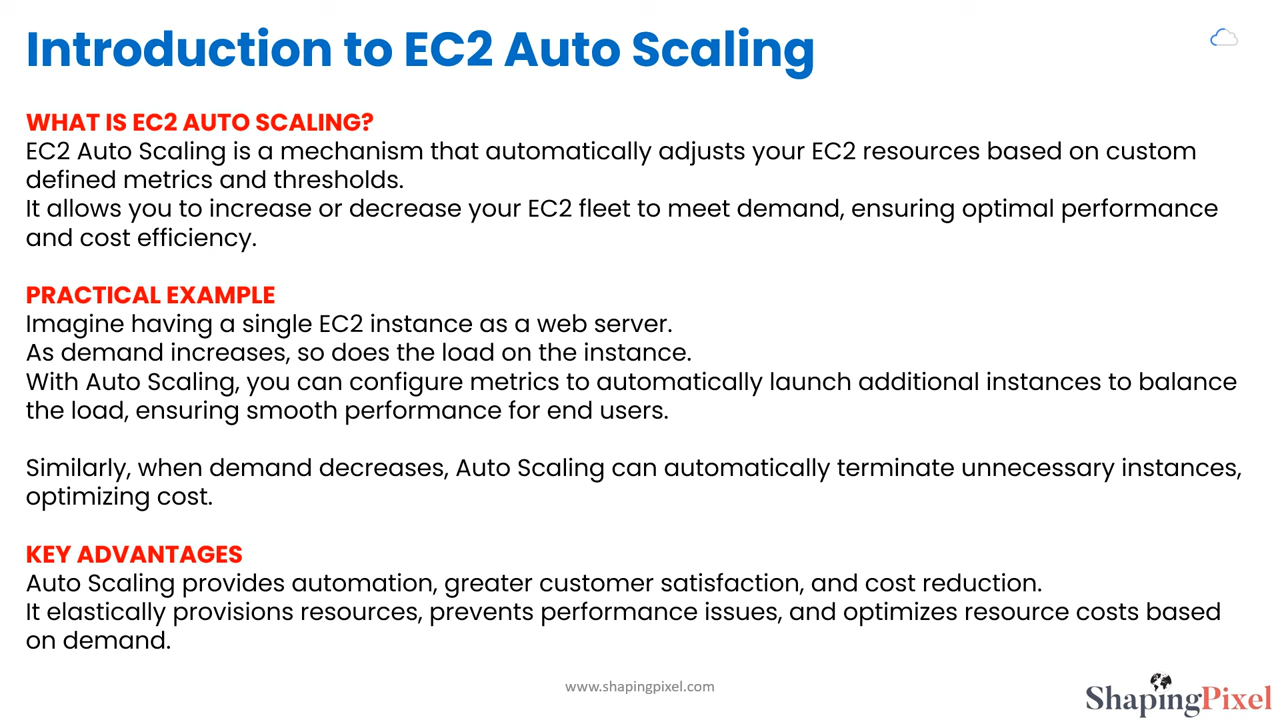 Introduction to EC2 Auto Scaling
WHAT IS EC2 AUTO SCALING?
EC2 Auto Scaling is a mechanism that automatically adjusts your EC2 resources based on custom
defined metrics and thresholds.
It allows you to increase or decrease your EC2 fleet to meet demand, ensuring optimal performance
and cost efficiency.
PRACTICAL EXAMPLE
Imagine having a single EC2 instance as a web server.
As demand increases, so does the load on the instance.
With Auto Scaling, you can configure metrics to automatically launch additional instances to balance
the load, ensuring smooth performance for end users.
Similarly, when demand decreases, Auto Scaling can automatically terminate unnecessary instances,
optimizing cost.
KEY ADVANTAGES
Auto Scaling provides automation, greater customer satisfaction, and cost reduction.
It elastically provisions resources, prevents performance issues, and optimizes resource costs based
on demand.
www.shapingpixel.com
ShapingPixel